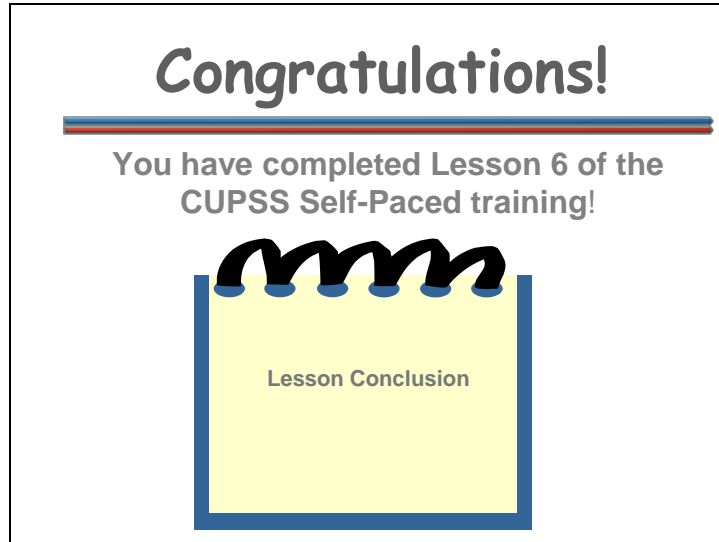 Congratulations!
You have completed Lesson 6 of the
CUPSS Self-Paced training!
Lesson Conclusion